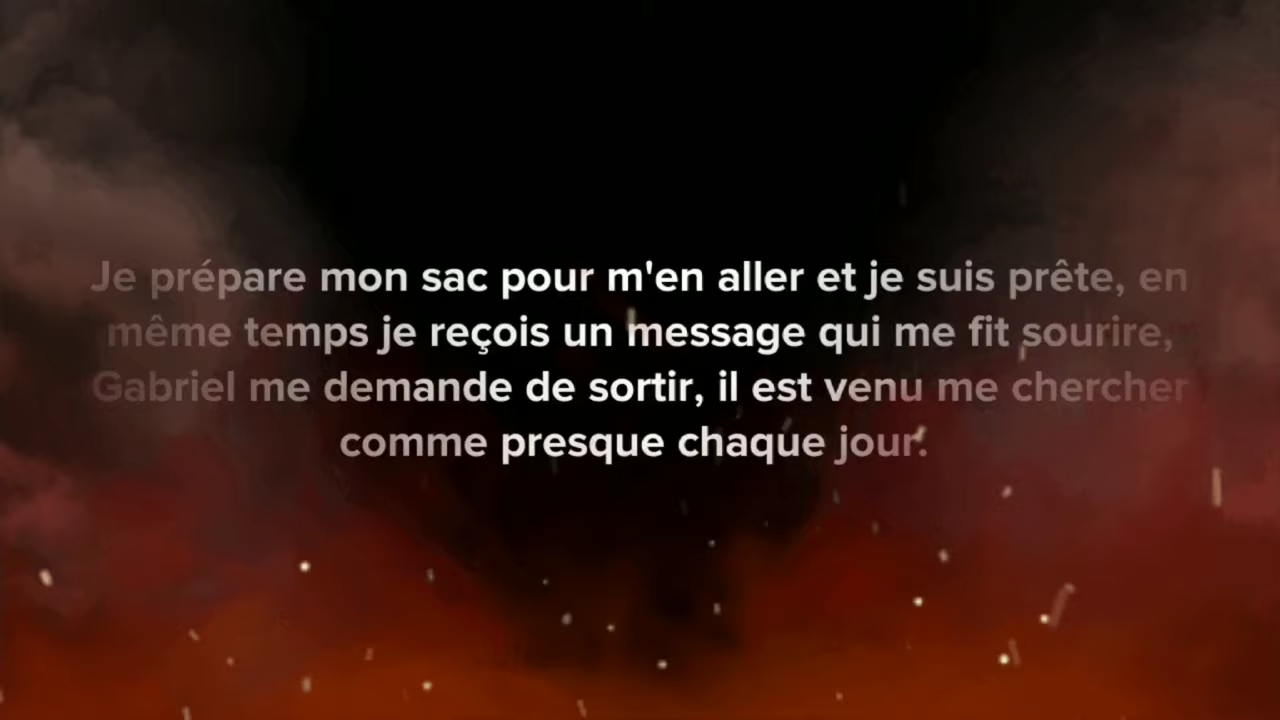 Je prépare mon sac pour m'en aller et je suis prête, en
même temps je reçois un message qui me fit sourire,
Gabriel me demande de sortir, il est venu me chercher
comme presque chaque jour.